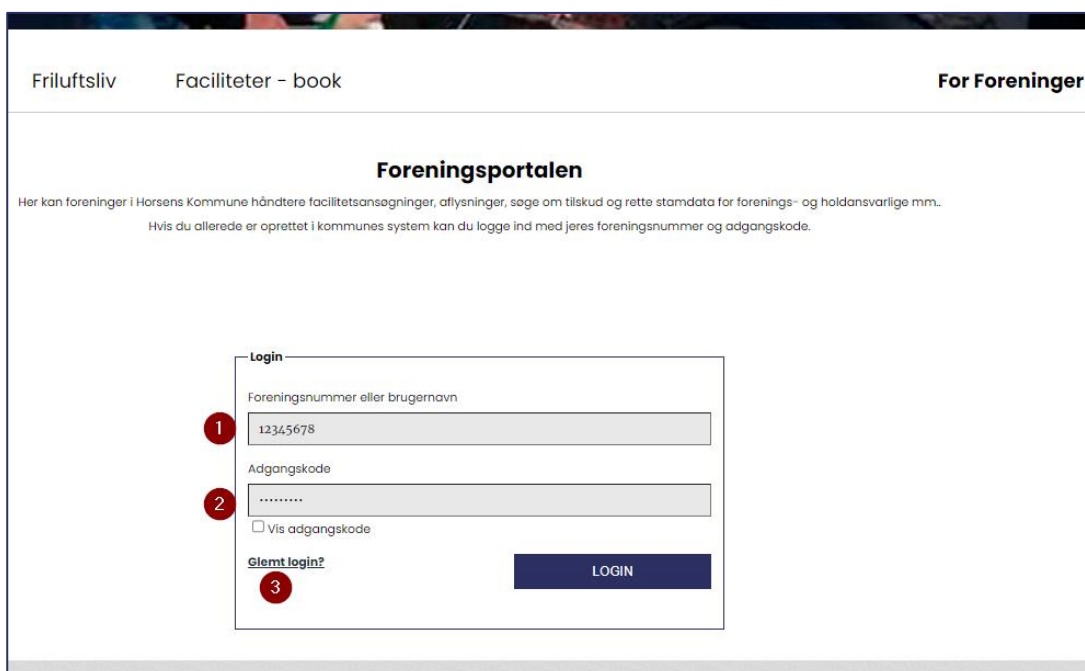 Friluftsliv Faciliteter - book For Foreninger
Foreningsportalen
Her kan foreninger i Horsens Kommune håndtere facilitetsansøgninger, aflysninger, søge om tilskud og rette stamdata for forenings- og holdansvarlige mm..
Hvis du allerede er oprettet i kommunes system kan du logge ind med jeres foreningsnummer og adgangskode.
Login
Foreningsnummer eller brugernavn
1 12345678
Adgangskode
2 ·········
Vis adgangskode
Glemt login? LOGIN
3